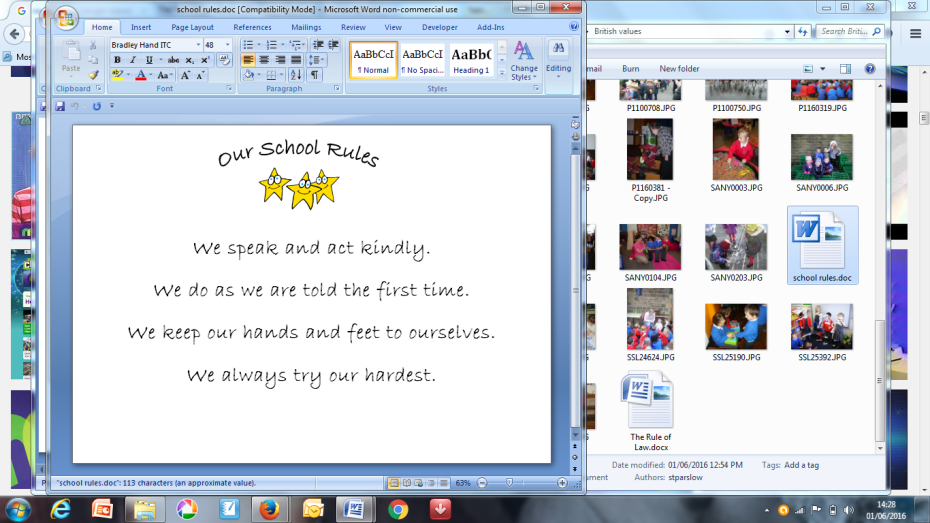 school rules.doc [Compatibility Mode] - Microsoft Word non-commercial use
Home Insert Page Layout References Mailings Review View Developer Add-Ins
Bradley Hand ITC 48
Paste
AaBbCcI AaBbCcI AaBbC
¶ Normal ¶ No Spaci... Heading 1
Change Styles
Editing
Clipboard Font Paragraph Styles
Our School Rules
We speak and act kindly.
We do as we are told the first time.
We keep our hands and feet to ourselves.
We always try our hardest.
"school rules.doc": 113 characters (an approximate value).
63%
British values
Search Briti...
mail Burn New folder
P1100708.JPG P1100750.JPG P1160319.JPG
P1160381 - Copy.JPG SANY0003.JPG SANY0006.JPG
SANY0104.JPG SANY0203.JPG school rules.doc
SSL24624.JPG SSL25190.JPG SSL25392.JPG
The Rule of Law.docx
Date modified: 01/06/2016 12:54 PM Tags: Add a tag
Authors: stparslow
14:28
01/06/2016